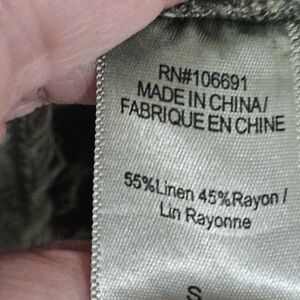 RN#106691
MADE IN CHINA/
FABRIQUE EN CHINE
55%Linen 45%Rayon /
Lin Rayonne
S